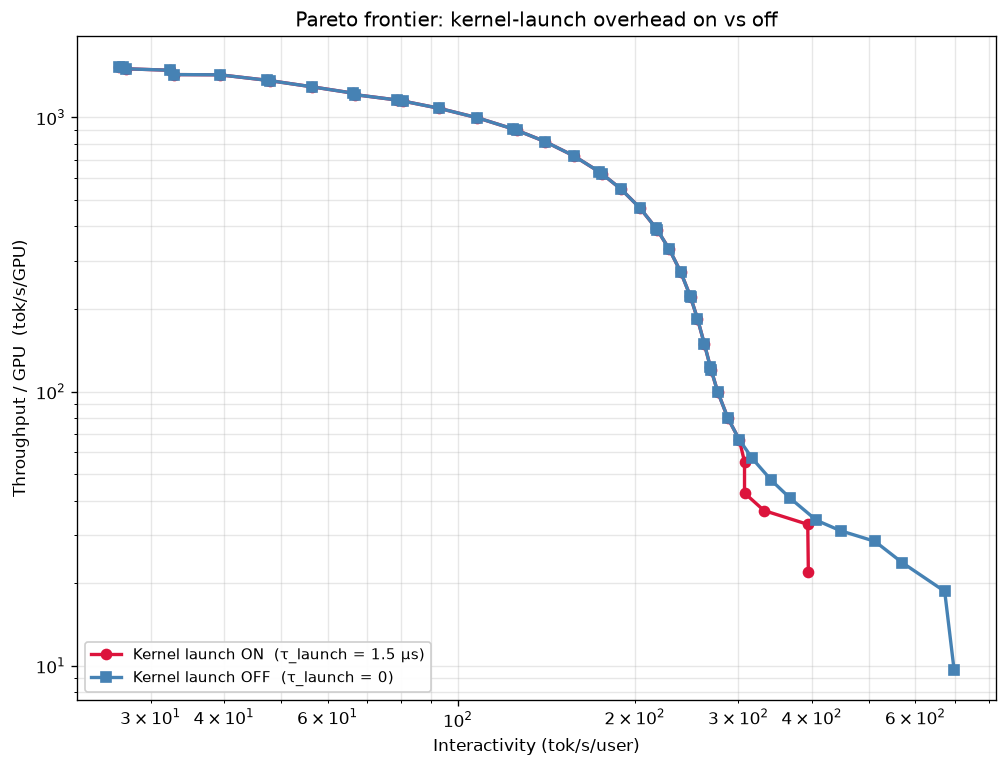 Pareto frontier: kernel-launch overhead on vs off
Throughput / GPU (tok/s/GPU)
10³
10²
10¹
Kernel launch ON (τ_launch = 1.5 µs)
Kernel launch OFF (τ_launch = 0)
3 × 10¹ 4 × 10¹ 6 × 10¹ 10² 2 × 10² 3 × 10² 4 × 10² 6 × 10²
Interactivity (tok/s/user)